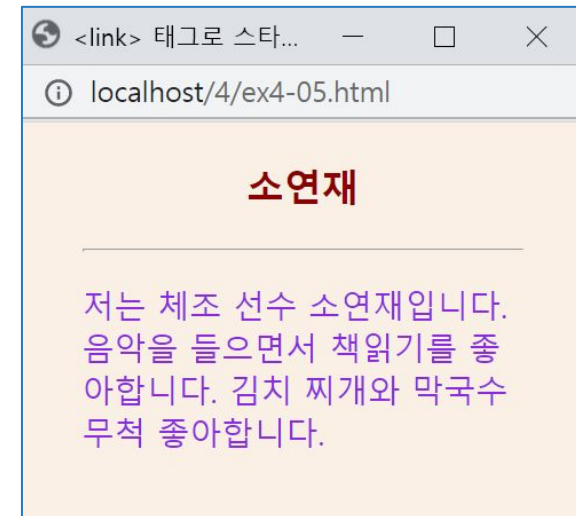 <link> 태그로 스타...
localhost/4/ex4-05.html
소연재
저는 체조 선수 소연재입니다.
음악을 들으면서 책읽기를 좋
아합니다. 김치 찌개와 막국수
무척 좋아합니다.